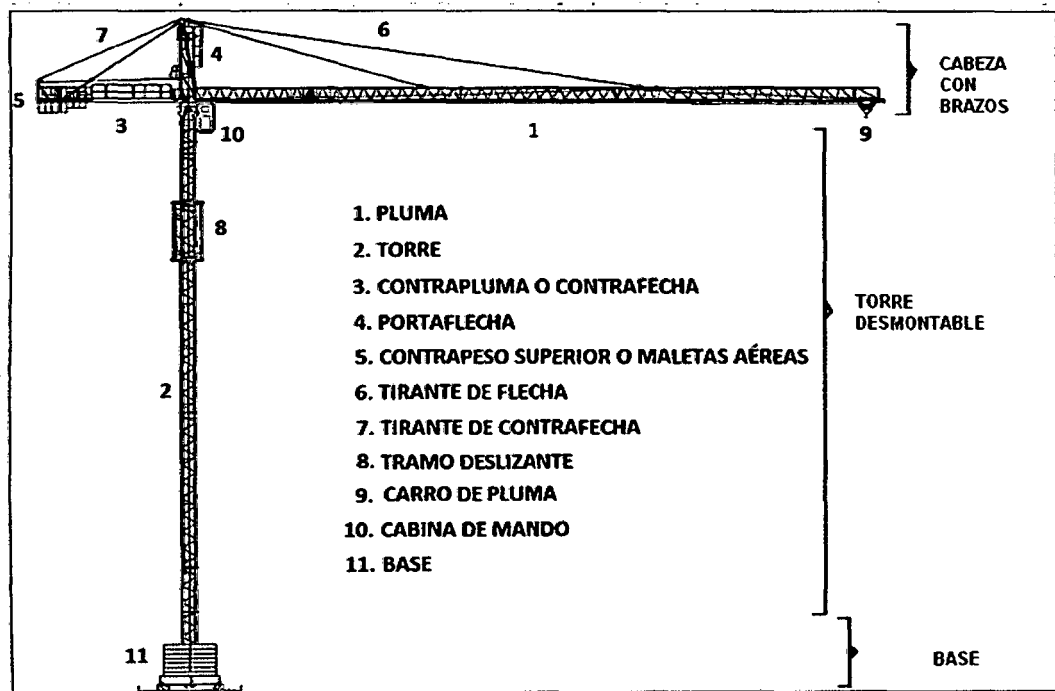 7
6
4
5
3
10
1
9
CABEZA
CON
BRAZOS
8
1. PLUMA
2. TORRE
3. CONTRAPLUMA O CONTRAFECHA
4. PORTAFLECHA
5. CONTRAPESO SUPERIOR O MALETAS AÉREAS
6. TIRANTE DE FLECHA
7. TIRANTE DE CONTRAFECHA
8. TRAMO DESLIZANTE
9. CARRO DE PLUMA
10. CABINA DE MANDO
11. BASE
TORRE
DESMONTABLE
2
11
BASE